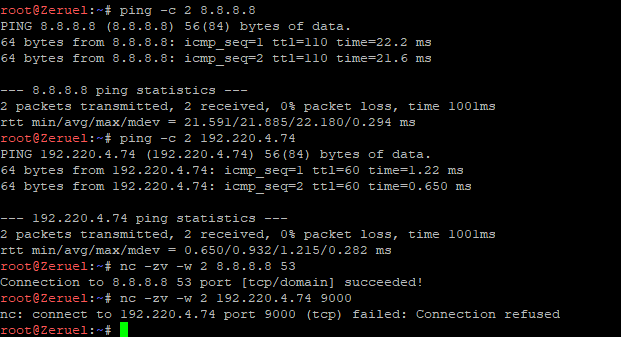 root@Zeruel:~# ping -c 2 8.8.8.8
PING 8.8.8.8 (8.8.8.8) 56(84) bytes of data.
64 bytes from 8.8.8.8: icmp_seq=1 ttl=110 time=22.2 ms
64 bytes from 8.8.8.8: icmp_seq=2 ttl=110 time=21.6 ms

--- 8.8.8.8 ping statistics ---
2 packets transmitted, 2 received, 0% packet loss, time 1001ms
rtt min/avg/max/mdev = 21.591/21.885/22.180/0.294 ms
root@Zeruel:~# ping -c 2 192.220.4.74
PING 192.220.4.74 (192.220.4.74) 56(84) bytes of data.
64 bytes from 192.220.4.74: icmp_seq=1 ttl=60 time=1.22 ms
64 bytes from 192.220.4.74: icmp_seq=2 ttl=60 time=0.650 ms

--- 192.220.4.74 ping statistics ---
2 packets transmitted, 2 received, 0% packet loss, time 1001ms
rtt min/avg/max/mdev = 0.650/0.932/1.215/0.282 ms
root@Zeruel:~# nc -zv -w 2 8.8.8.8 53
Connection to 8.8.8.8 53 port [tcp/domain] succeeded!
root@Zeruel:~# nc -zv -w 2 192.220.4.74 9000
nc: connect to 192.220.4.74 port 9000 (tcp) failed: Connection refused
root@Zeruel:~#